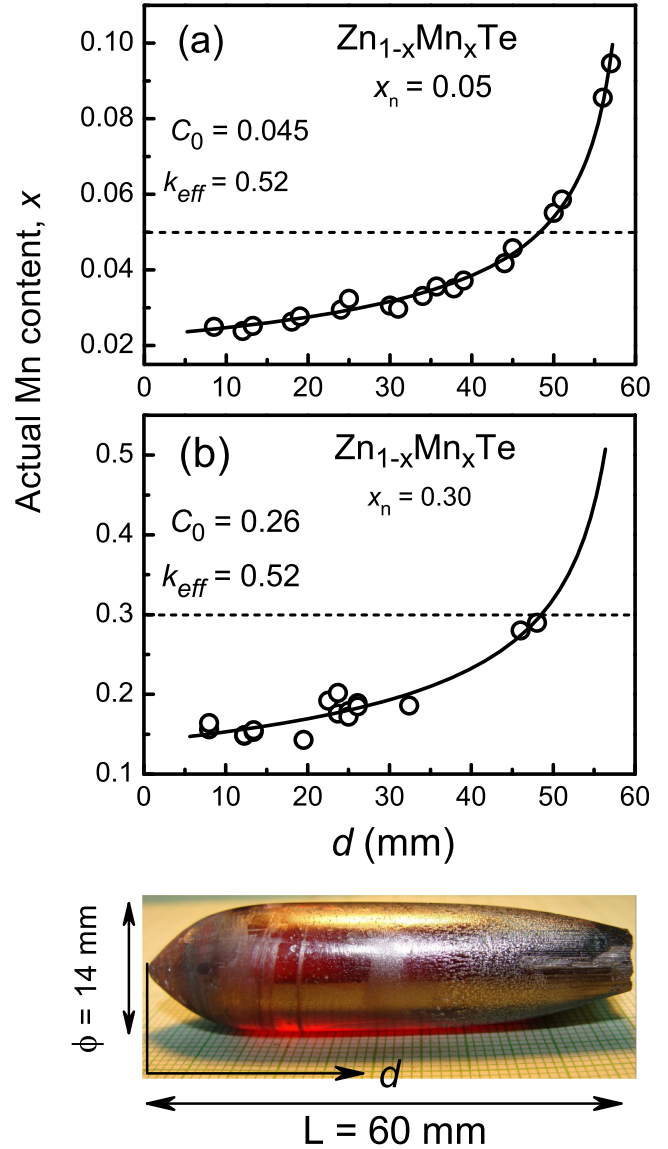 Actual Mn content, x
(a)
Zn1-xMnxTe
xn = 0.05
C0 = 0.045
keff = 0.52
0.10
0.08
0.06
0.04
0.02
0 10 20 30 40 50 60
(b)
Zn1-xMnxTe
xn = 0.30
C0 = 0.26
keff = 0.52
0.5
0.4
0.3
0.2
0.1
0 10 20 30 40 50 60
d (mm)
ϕ = 14 mm
d
L = 60 mm